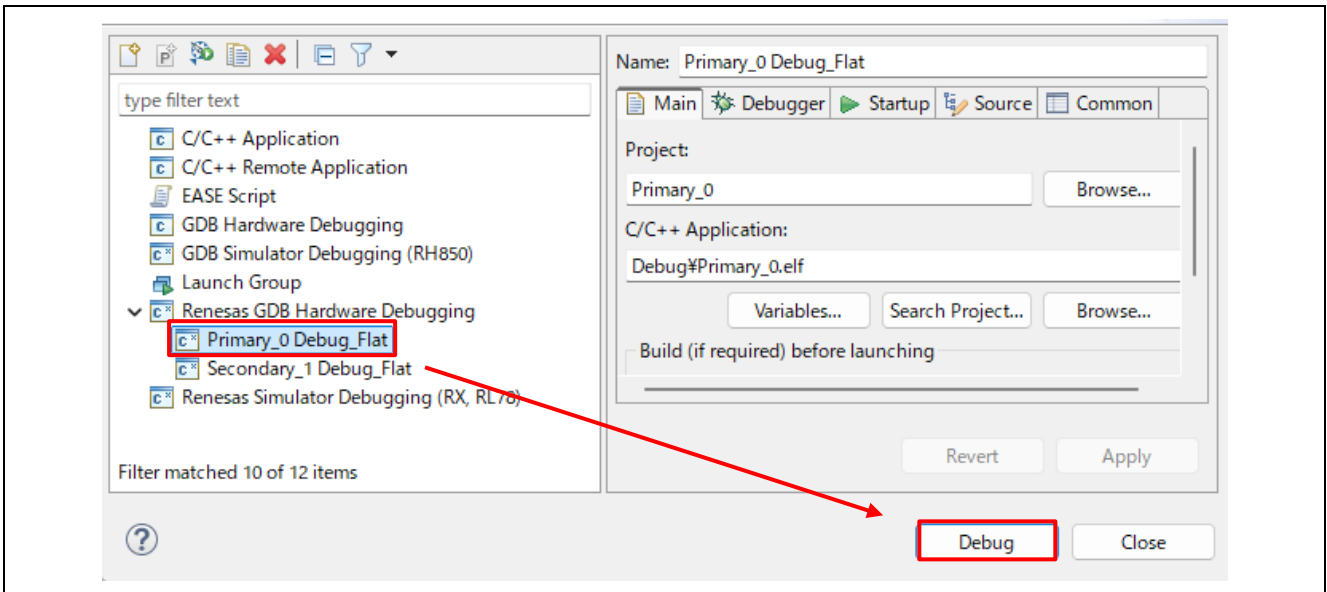 type filter text
C/C++ Application
C/C++ Remote Application
EASE Script
GDB Hardware Debugging
GDB Simulator Debugging (RH850)
Launch Group
Renesas GDB Hardware Debugging
Primary_0 Debug_Flat
Secondary_1 Debug_Flat
Renesas Simulator Debugging (RX, RL78)
Filter matched 10 of 12 items
Name: Primary_0 Debug_Flat
Main Debugger Startup Source Common
Project:
Primary_0 Browse...
C/C++ Application:
Debug¥Primary_0.elf
Variables... Search Project... Browse...
Build (if required) before launching
Revert Apply
Debug Close